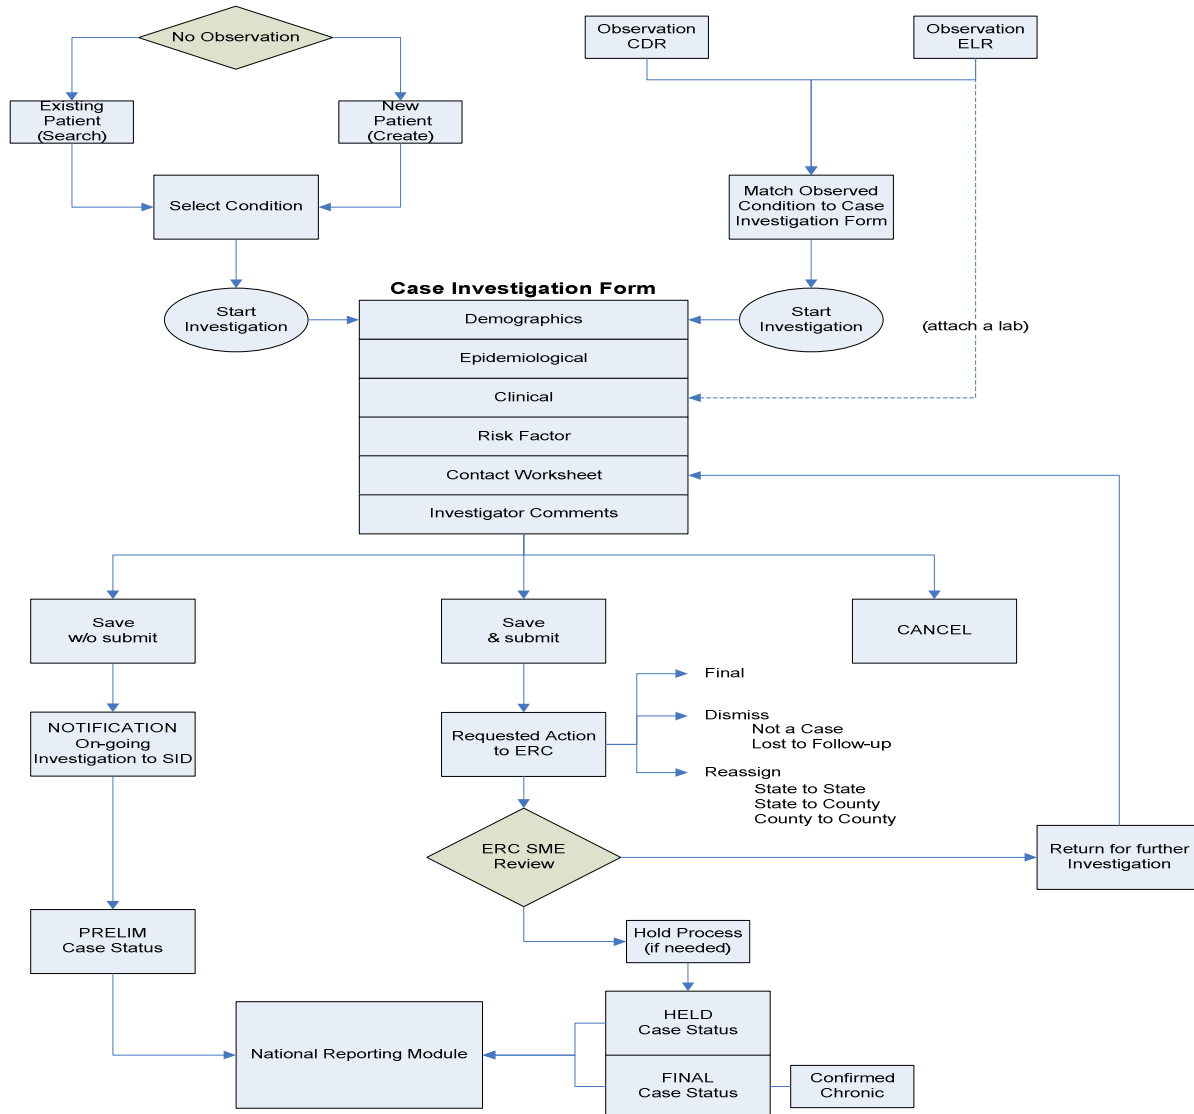 No Observation
Observation
CDR
Observation
ELR
Existing
Patient
(Search)
New
Patient
(Create)
Select Condition
Match Observed
Condition to Case
Investigation Form
Start
Investigation
Case Investigation Form
Demographics
Epidemiological
Clinical
Risk Factor
Contact Worksheet
Investigator Comments
Start
Investigation
(attach a lab)
Save
w/o submit
Save
& submit
CANCEL
NOTIFICATION
On-going
Investigation to SID
Requested Action
to ERC
Final
Dismiss
Not a Case
Lost to Follow-up
Reassign
State to State
State to County
County to County
ERC SME
Review
Return for further
Investigation
PRELIM
Case Status
Hold Process
(if needed)
National Reporting Module
HELD
Case Status
FINAL
Case Status
Confirmed
Chronic